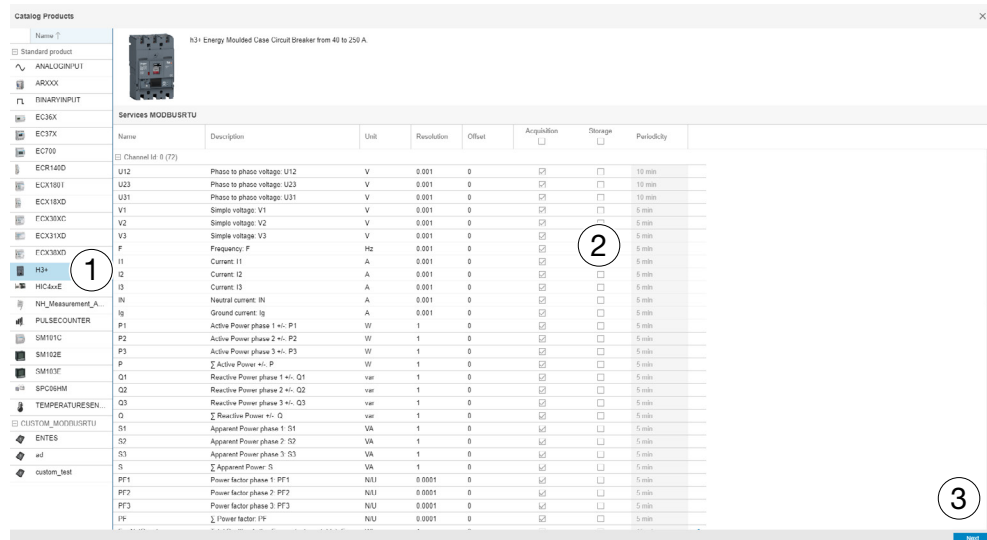 Catalog Products
Name
h3+ Energy Moulded Case Circuit Breaker from 40 to 250 A.
Standard product
ANALOGINPUT
ARXXX
BINARYINPUT
EC36X
EC37X
EC700
ECR140D
ECX180T
ECX18XD
ECX30XC
ECX31XD
ECX38XD
H3+
HIC4xxE
NH_Measurement_A...
PULSECOUNTER
SM101C
SM102E
SM103E
SPC06HM
TEMPERATURESEN...
CUSTOM_MODBUSRTU
ENTES
ad
custom_test
1
Services MODBUSRTU
Name Description Unit Resolution Offset Acquisition Storage Periodicity
Channel Id: 0 (72)
U12 Phase to phase voltage: U12 V 0.001 0 10 min
U23 Phase to phase voltage: U23 V 0.001 0 10 min
U31 Phase to phase voltage: U31 V 0.001 0 10 min
V1 Simple voltage: V1 V 0.001 0 5 min
V2 Simple voltage: V2 V 0.001 0 5 min
V3 Simple voltage: V3 V 0.001 0 5 min
F Frequency: F Hz 0.001 0 5 min
I1 Current: I1 A 0.001 0 5 min
I2 Current: I2 A 0.001 0 5 min
I3 Current: I3 A 0.001 0 5 min
IN Neutral current: IN A 0.001 0 5 min
Ig Ground current: Ig A 0.001 0 5 min
P1 Active Power phase 1 +/-: P1 W 1 0 5 min
P2 Active Power phase 2 +/-: P2 W 1 0 5 min
P3 Active Power phase 3 +/-: P3 W 1 0 5 min
P ∑ Active Power +/-: P W 1 0 5 min
Q1 Reactive Power phase 1 +/-: Q1 var 1 0 5 min
Q2 Reactive Power phase 2 +/-: Q2 var 1 0 5 min
Q3 Reactive Power phase 3 +/-: Q3 var 1 0 5 min
Q ∑ Reactive Power +/-: Q var 1 0 5 min
S1 Apparent Power phase 1: S1 VA 1 0 5 min
S2 Apparent Power phase 2: S2 VA 1 0 5 min
S3 Apparent Power phase 3: S3 VA 1 0 5 min
S ∑ Apparent Power: S VA 1 0 5 min
PF1 Power factor phase 1: PF1 N/U 0.0001 0 5 min
PF2 Power factor phase 2: PF2 N/U 0.0001 0 5 min
PF3 Power factor phase 3: PF3 N/U 0.0001 0 5 min
PF ∑ Power factor: PF N/U 0.0001 0 5 min
2
3
Next